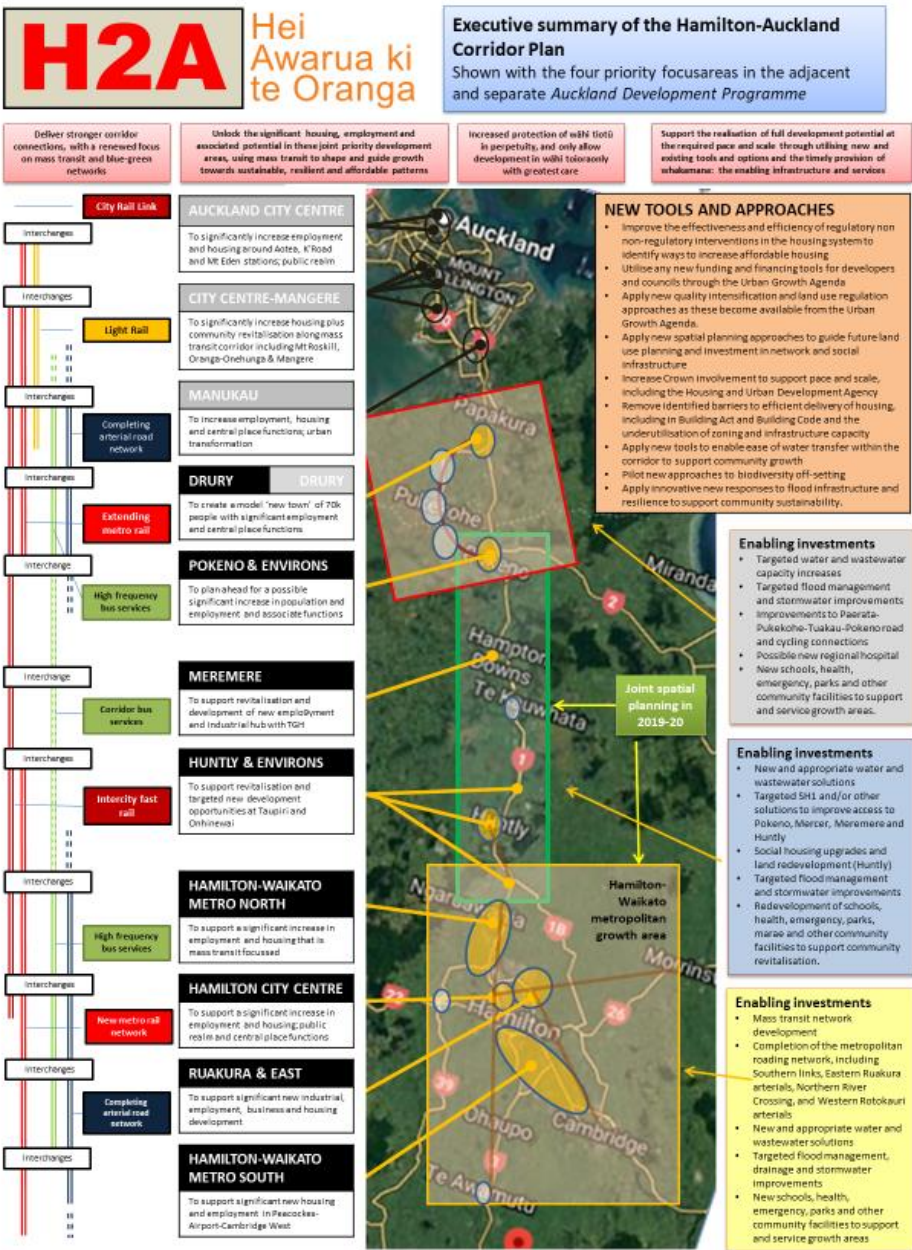 H2A
Hei
Awarua ki
te Oranga
Executive summary of the Hamilton-Auckland
Corridor Plan
Shown with the four priority focusareas in the adjacent
and separate Auckland Development Programme
Deliver stronger corridor
connections, with a renewed focus
on mass transit and blue-green
networks
Unlock the significant housing, employment and
associated potential in these joint priority development
areas, using mass transit to shape and guide growth
towards sustainable, resilient and affordable patterns
Increased protection of wāhi tiotū
in perpetuity, and only allow
development in wāhi toioraonly
with greatest care
Support the realisation of full development potential at
the required pace and scale through utilising new and
existing tools and options and the timely provision of
whakamane: the enabling infrastructure and services
City Rail Link
Interchanges
Interchanges
Light Rail
Interchanges
Completing
arterial road
network
Interchanges
Extending
metro rail
Interchange
High frequency
bus services
Interchange
Corridor bus
services
Interchanges
Intercity fast
rail
Interchanges
High frequency
bus services
Interchanges
New metro rail
network
Interchanges
Completing
arterial road
network
Interchanges
AUCKLAND CITY CENTRE
To significantly increase employment
and housing around Aotea, K'Road
and Mt Eden stations; public realm
CITY CENTRE-MANGERE
To significantly increase housing plus
community revitalisation along mass
transit corridor including Mt Roskill,
Oranga-Onehunga & Mangere
MANUKAU
To increase employment, housing
and central place functions; urban
transformation
DRURY
DRURY
To create a model 'new town' of 70k
people with significant employment
and central place functions
POKENO & ENVIRONS
To plan ahead for a possible
significant increase in population and
employment and associate functions
MEREMERE
To support revitalisation and
development of new emplo9yment
and industrial hub with TGH
HUNTLY & ENVIRONS
To support revitalisation and
targeted new development
opportunities at Taupiri and
Onhinewai
HAMILTON-WAIKATO
METRO NORTH
To support a significant increase in
employment and housing that is
mass transit focussed
HAMILTON CITY CENTRE
To support a significant increase in
employment and housing; public
realm and central place functions
RUAKURA & EAST
To support significant new industrial,
employment, business and housing
development
HAMILTON-WAIKATO
METRO SOUTH
To support significant new housing
and employment in Peacockes-
Airport-Cambridge West
Auckland
MOUNT
Papakura
Miranda
2
Hampton
Downs
1
Huntly
Joint spatial
planning in
2019-20
Hamilton-
Waikato
metropolitan
growth area
1B
Hamilton
26
39
Ohaupo
Cambridge
Te Awamutu
NEW TOOLS AND APPROACHES
• Improve the effectiveness and efficiency of regulatory non
non-regulatory interventions in the housing system to
identify ways to increase affordable housing
• Utilise any new funding and financing tools for developers
and councils through the Urban Growth Agenda
• Apply new quality intensification and land use regulation
approaches as these become available from the Urban
Growth Agenda.
• Apply new spatial planning approaches to guide future land
use planning and investment in network and social
infrastructure
• Increase Crown involvement to support pace and scale,
including the Housing and Urban Development Agency
• Remove identified barriers to efficient delivery of housing,
including in Building Act and Building Code and the
underutilisation of zoning and infrastructure capacity
• Apply new tools to enable ease of water transfer within the
corridor to support community growth
• Pilot new approaches to biodiversity off-setting
• Apply innovative new responses to flood infrastructure and
resilience to support community sustainability.
Enabling investments
• Targeted water and wastewater
capacity increases
• Targeted flood management
and stormwater improvements
• Improvements to Paerata-
Pukekohe-Tuakau-Pokeno road
and cycling connections
• Possible new regional hospital
• New schools, health,
emergency, parks and other
community facilities to support
and service growth areas.
Enabling investments
• New and appropriate water and
wastewater solutions
• Targeted SH1 and/or other
solutions to improve access to
Pokeno, Mercer, Meremere and
Huntly
• Social housing upgrades and
land redevelopment (Huntly)
• Targeted flood management
and stormwater improvements
• Redevelopment of schools,
health, emergency, parks,
marae and other community
facilities to support community
revitalisation.
Enabling investments
• Mass transit network
development
• Completion of the metropolitan
roading network, including
Southern links, Eastern Ruakura
arterials, Northern River
Crossing, and Western Rotokauri
arterials
• New and appropriate water and
wastewater solutions
• Targeted flood management,
drainage and stormwater
improvements
• New schools, health,
emergency, parks and other
community facilities to support
and service growth areas